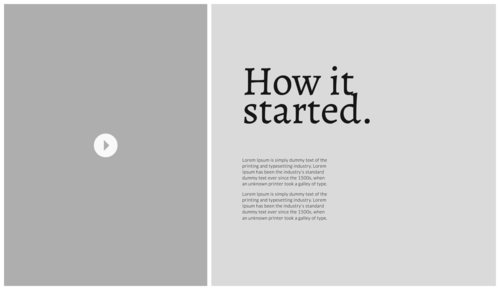 How it
started.
Lorem Ipsum is simply dummy text of the
printing and typesetting industry. Lorem
Ipsum has been the industry's standard
dummy text ever since the 1500s, when
an unknown printer took a galley of type.
Lorem Ipsum is simply dummy text of the
printing and typesetting industry. Lorem
Ipsum has been the industry's standard
dummy text ever since the 1500s, when
an unknown printer took a galley of type.